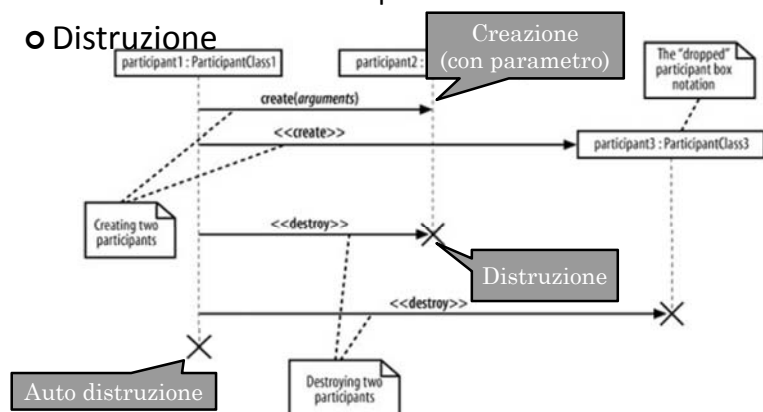 Distruzione
participant1 : ParticipantClass1
participant2 :
Creazione
(con parametro)
The "dropped"
participant box
notation
create(arguments)
<<create>>
participant3 : ParticipantClass3
Creating two
participants
<<destroy>>
Distruzione
<<destroy>>
Auto distruzione
Destroying two
participants